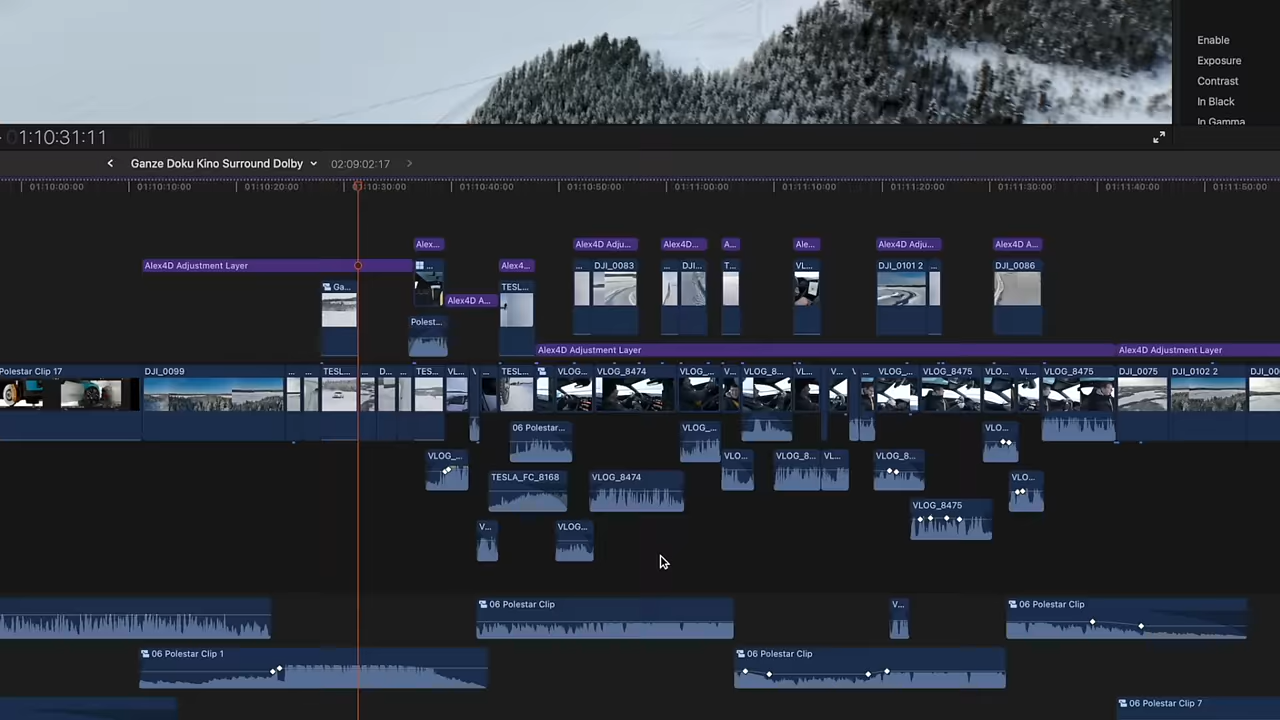 Enable
Exposure
Contrast
In Black
In Gamma
01:10:31:11
Ganze Doku Kino Surround Dolby 02:09:02:17
01:10:00:00 01:10:10:00 01:10:20:00 01:10:30:00 01:10:40:00 01:10:50:00 01:11:00:00 01:11:10:00 01:11:20:00 01:11:30:00 01:11:40:00 01:11:50:00
Alex... Alex4D Adju... Alex4D... A... Ale... Alex4D Adju... Alex4D A...
Alex4D Adjustment Layer ... Alex4... ... DJI_0083 ... DJI... T... VL... DJI_0101 2 ... DJI_0086
Ga... TESL...
Alex4D A...
Polest...
Alex4D Adjustment Layer Alex4D Adjustment Layer
Polestar Clip 17 DJI_0099 ... ... TESL... ... D... ... TES... VL... V ... TESL... VLOG... VLOG_8474 VLOG_... V... VLOG_8... VL... V... V ... VLOG_... VLOG_8475 VLO... VL... VLOG_8475 DJI_0075 DJI_0102 2 DJI_00
06 Polestar... VLOG_... VLO...
VLOG_... VLO... VLOG_8... VL... VLOG_8...
TESLA_FC_8168 VLOG_8474 VLO...
VLOG_8475
V... VLOG...
06 Polestar Clip V... 06 Polestar Clip
06 Polestar Clip 1 06 Polestar Clip
06 Polestar Clip 7